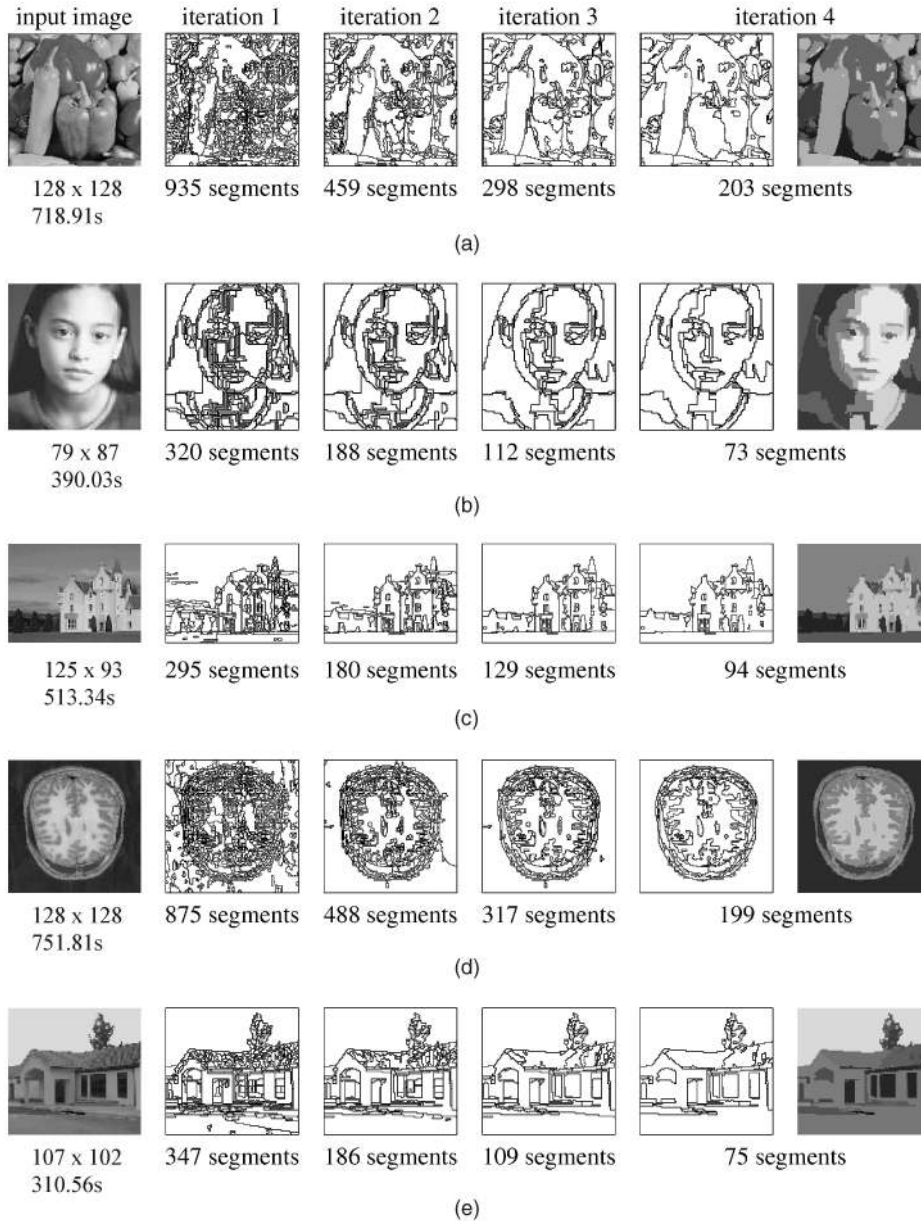 input image iteration 1 iteration 2 iteration 3 iteration 4
935 segments 459 segments 298 segments 203 segments
128 x 128
718.91s
(a)
320 segments 188 segments 112 segments 73 segments
79 x 87
390.03s
(b)
295 segments 180 segments 129 segments 94 segments
125 x 93
513.34s
(c)
875 segments 488 segments 317 segments 199 segments
128 x 128
751.81s
(d)
347 segments 186 segments 109 segments 75 segments
107 x 102
310.56s
(e)